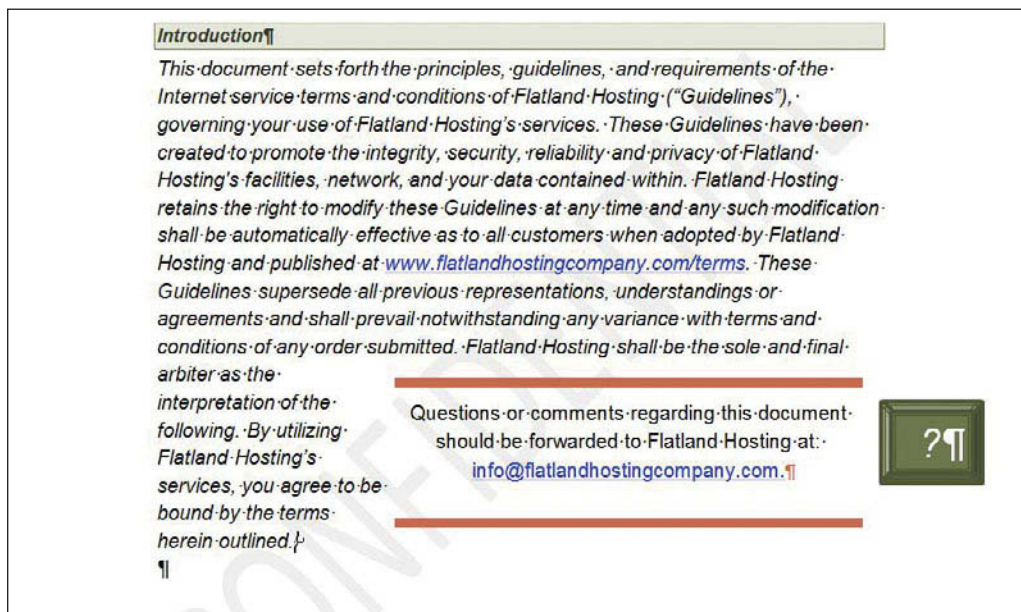 Introduction¶
This·document·sets·forth·the·principles,·guidelines,·and·requirements·of·the·
Internet·service·terms·and·conditions·of·Flatland·Hosting·(“Guidelines”),·
governing·your·use·of·Flatland·Hosting’s·services.·These·Guidelines·have·been·
created·to·promote·the·integrity,·security,·reliability·and·privacy·of·Flatland·
Hosting's·facilities,·network,·and·your·data·contained·within.·Flatland·Hosting·
retains·the·right·to·modify·these·Guidelines·at·any·time·and·any·such·modification·
shall·be·automatically·effective·as·to·all·customers·when·adopted·by·Flatland·
Hosting·and·published·at·www.flatlandhostingcompany.com/terms.·These·
Guidelines·supersede·all·previous·representations,·understandings·or·
agreements·and·shall·prevail·notwithstanding·any·variance·with·terms·and·
conditions·of·any·order·submitted.·Flatland·Hosting·shall·be·the·sole·and·final·
arbiter·as·the·
interpretation·of·the·
following.·By·utilizing·
Flatland·Hosting’s·
services,·you·agree·to·be·
bound·by·the·terms·
herein·outlined.
¶
Questions·or·comments·regarding·this·document·
should·be·forwarded·to·Flatland·Hosting·at:·
info@flatlandhostingcompany.com.¶
?¶
CONFIDENTIAL